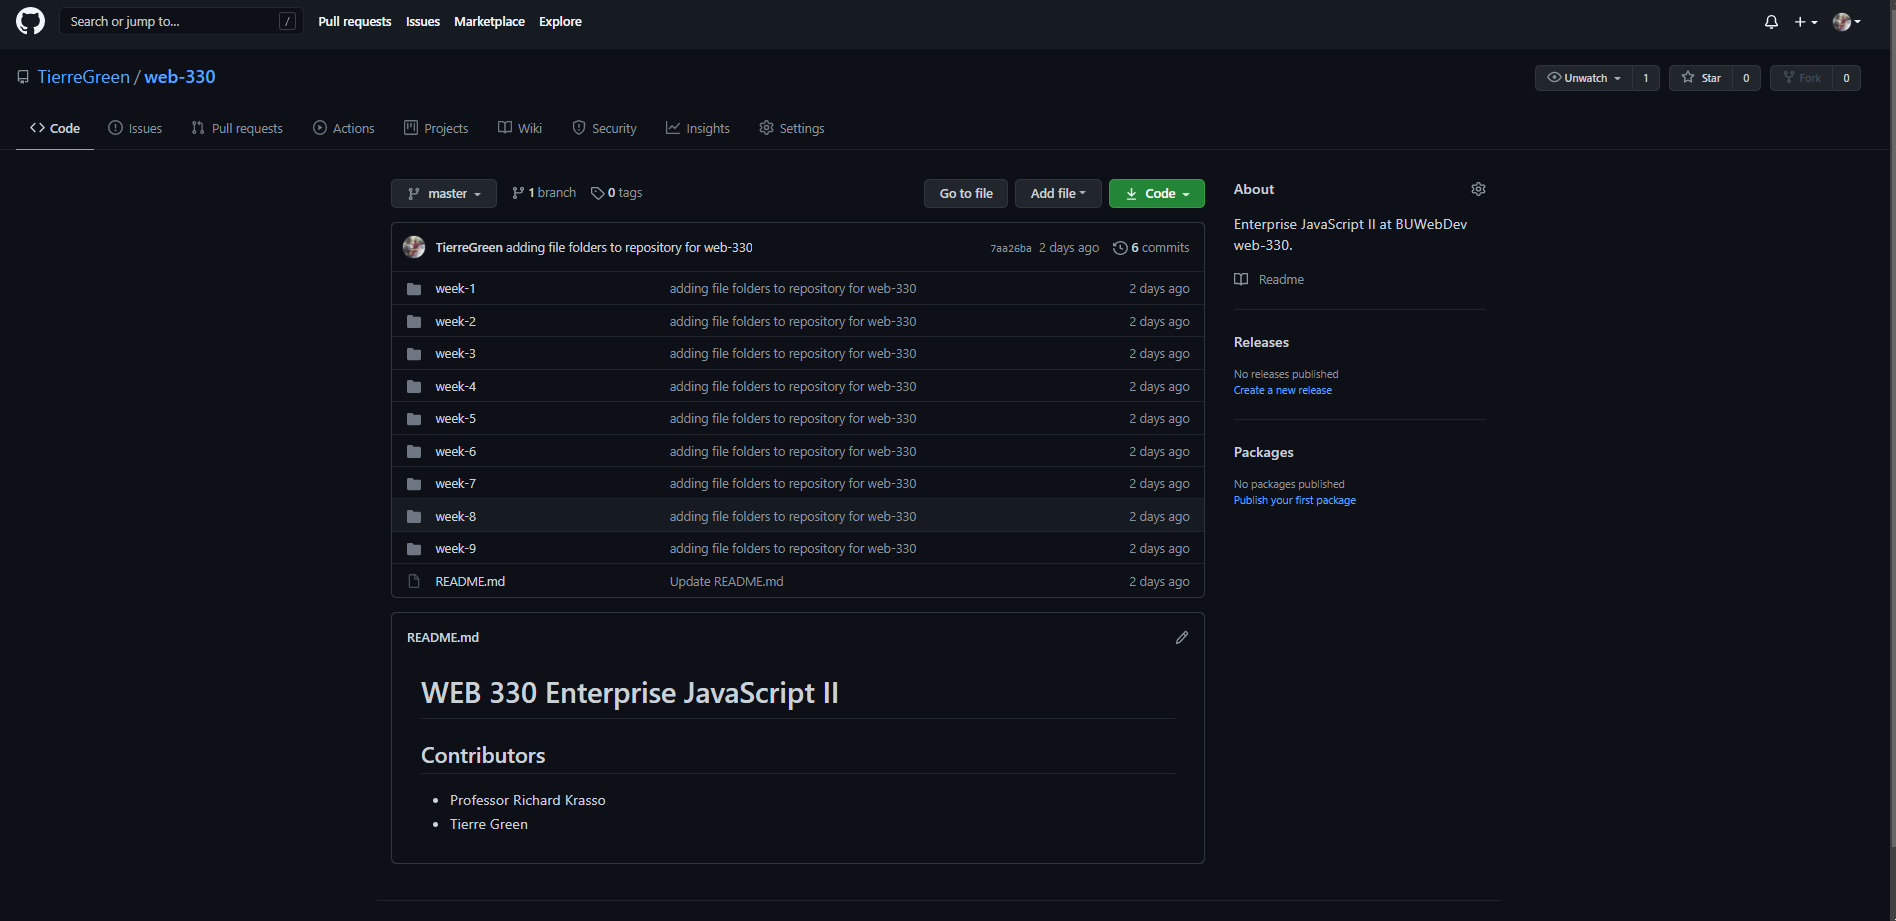 Search or jump to... /
Pull requests Issues Marketplace Explore
TierreGreen / web-330
Unwatch 1 Star 0 Fork 0
Code Issues Pull requests Actions Projects Wiki Security Insights Settings
master 1 branch 0 tags
Go to file Add file Code
TierreGreen adding file folders to repository for web-330 7aa26ba 2 days ago 6 commits
week-1 adding file folders to repository for web-330 2 days ago
week-2 adding file folders to repository for web-330 2 days ago
week-3 adding file folders to repository for web-330 2 days ago
week-4 adding file folders to repository for web-330 2 days ago
week-5 adding file folders to repository for web-330 2 days ago
week-6 adding file folders to repository for web-330 2 days ago
week-7 adding file folders to repository for web-330 2 days ago
week-8 adding file folders to repository for web-330 2 days ago
week-9 adding file folders to repository for web-330 2 days ago
README.md Update README.md 2 days ago
README.md
WEB 330 Enterprise JavaScript II
Contributors
• Professor Richard Krasso
• Tierre Green
About
Enterprise JavaScript II at BUWebDev
web-330.
Readme
Releases
No releases published
Create a new release
Packages
No packages published
Publish your first package